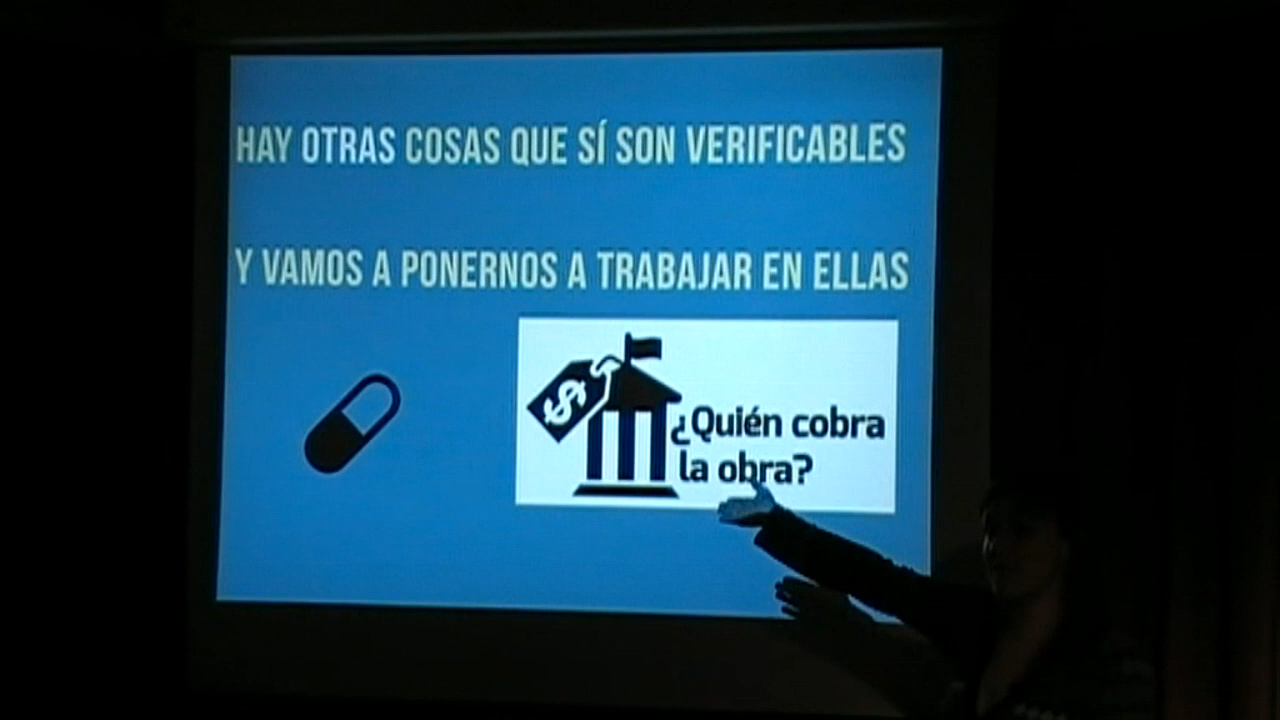 HAY OTRAS COSAS QUE SÍ SON VERIFICABLES
Y VAMOS A PONERNOS A TRABAJAR EN ELLAS
$
¿Quién cobra
la obra?